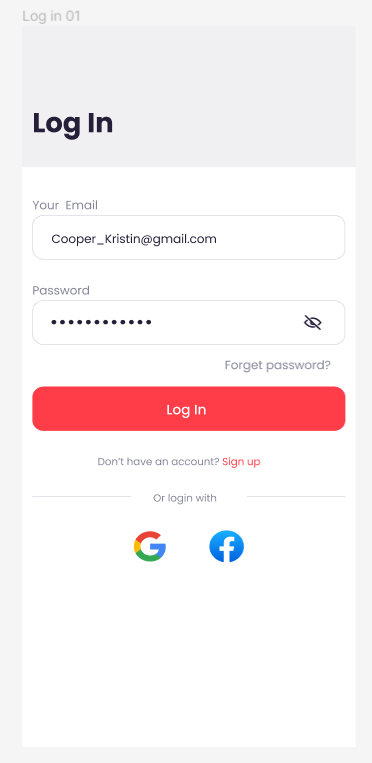 Log in 01
Log In
Your Email
Cooper_Kristin@gmail.com
Password
••••••••••••
Forget password?
Log In
Don't have an account? Sign up
Or login with